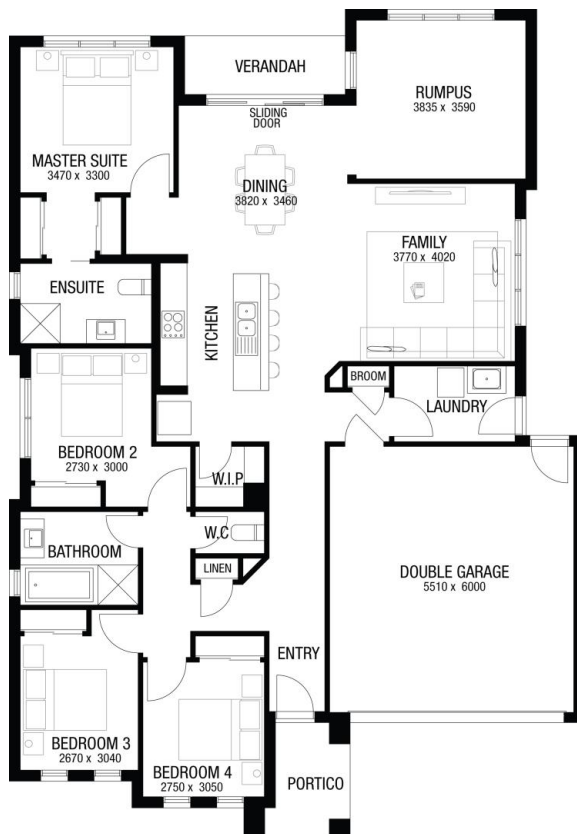 VERANDAH
SLIDING
DOOR
RUMPUS
3835 x 3590
MASTER SUITE
3470 x 3300
DINING
3820 x 3460
FAMILY
3770 x 4020
ENSUITE
KITCHEN
BROOM
LAUNDRY
BEDROOM 2
2730 x 3000
W.I.P
W.C
BATHROOM
LINEN
DOUBLE GARAGE
5510 x 6000
ENTRY
BEDROOM 3
2670 x 3040
BEDROOM 4
2750 x 3050
PORTICO